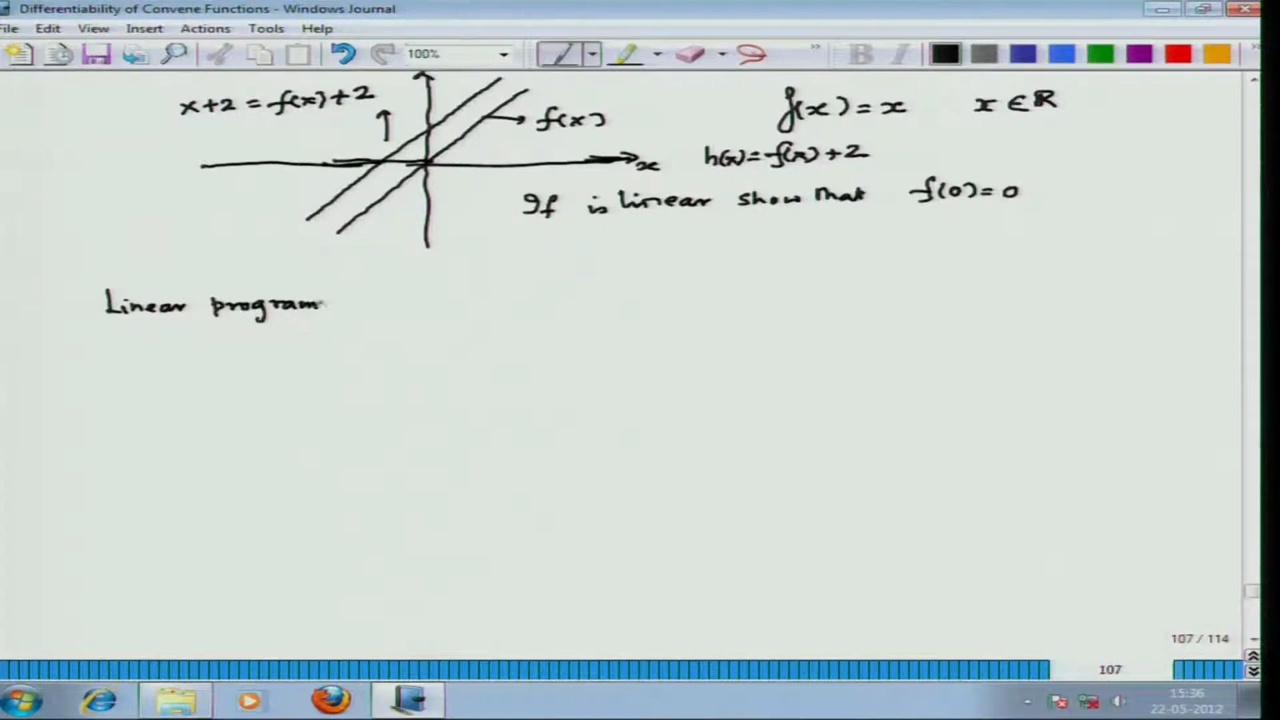 Differentiability of Convene Functions - Windows Journal
File Edit View Insert Actions Tools Help
100%
B I
x+2 = f(x)+2
f(x)
x
f(x) = x x ∈ ℝ
h(x) = f(x)+2
If is linear show that f(0) = 0
Linear program
107 / 114
107
15:36
22-05-2012